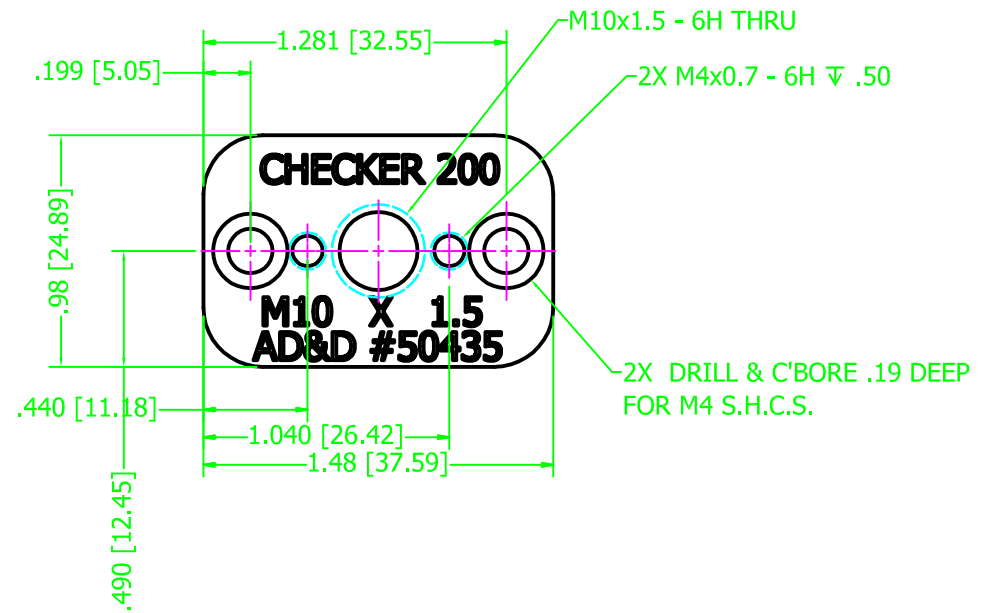 M10x1.5 - 6H THRU
1.281 [32.55]
.199 [5.05]
2X M4x0.7 - 6H ↧ .50
CHECKER 200
.98 [24.89]
M10 X 1.5
AD&D #50435
2X DRILL & C'BORE .19 DEEP
FOR M4 S.H.C.S.
.440 [11.18]
1.040 [26.42]
1.48 [37.59]
.490 [12.45]